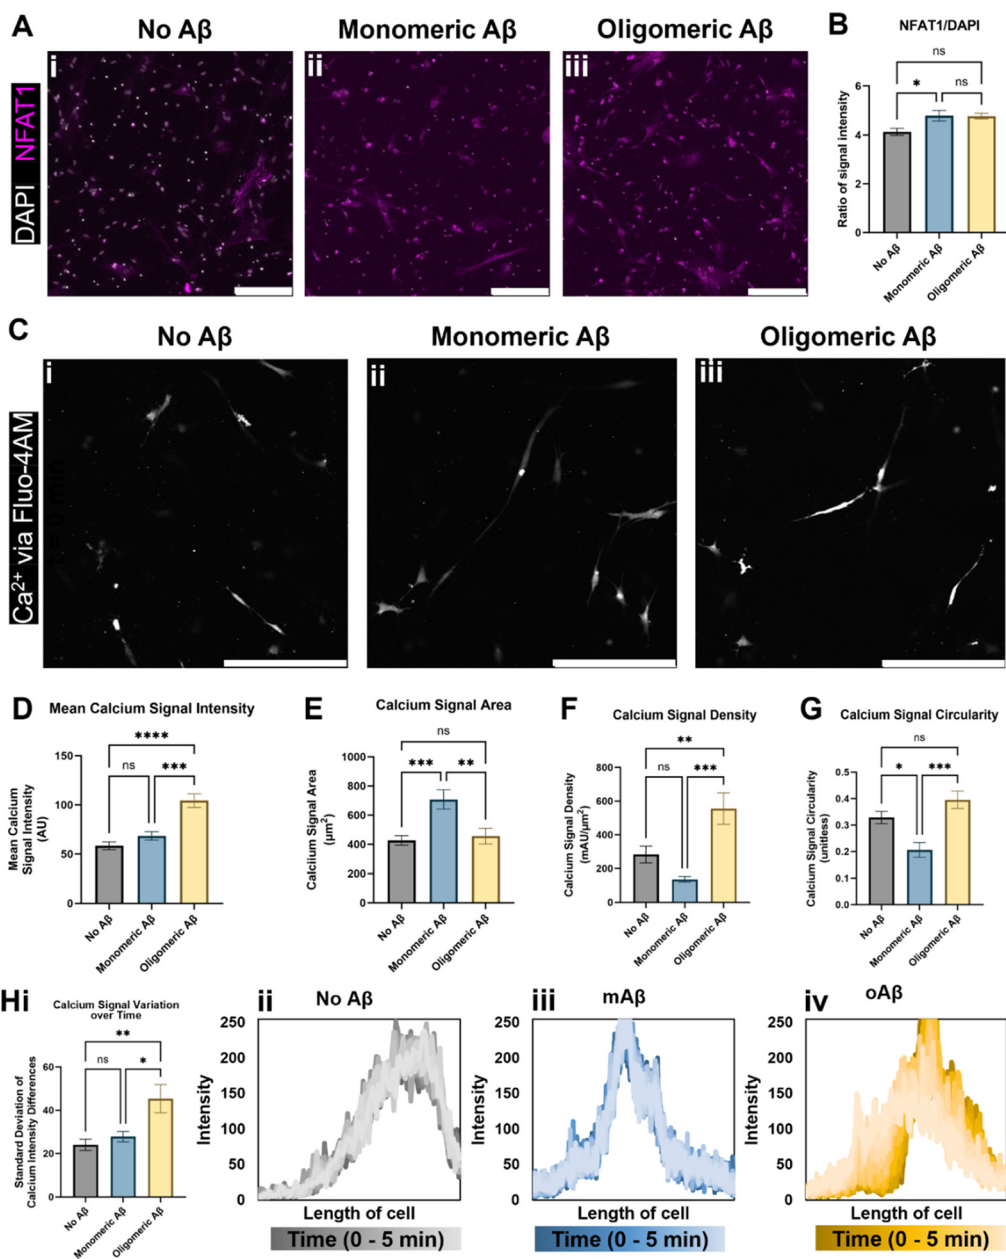 A
No Aβ
Monomeric Aβ
Oligomeric Aβ
DAPI NFAT1
i
ii
iii
B
NFAT1/DAPI
ns
* ns
Ratio of signal intensity
6
4
2
0
No Aβ
Monomeric Aβ
Oligomeric Aβ
C
No Aβ
Monomeric Aβ
Oligomeric Aβ
Ca²⁺ via Fluo-4AM
i
ii
iii
D
Mean Calcium Signal Intensity
****
ns ***
Mean Calcium
Signal Intensity
(AU)
150
100
50
0
No Aβ
Monomeric Aβ
Oligomeric Aβ
E
Calcium Signal Area
ns
*** **
Calciium Signal Area
(µm²)
1000
800
600
400
200
0
No Aβ
Monomeric Aβ
Oligomeric Aβ
F
Calcium Signal Density
**
ns ***
Calcium Signal Density
(mAU/µm²)
800
600
400
200
0
No Aβ
Monomeric Aβ
Oligomeric Aβ
G
Calcium Signal Circularity
ns
* ***
Calcium Signal Circularity
(unitless)
0.5
0.4
0.3
0.2
0.1
0.0
No Aβ
Monomeric Aβ
Oligomeric Aβ
Hi
Calcium Signal Variation
over Time
**
ns *
Standard Deviation of
Calcium Intensity Differences
60
40
20
0
No Aβ
Monomeric Aβ
Oligomeric Aβ
ii
No Aβ
Intensity
250
200
150
100
50
0
Length of cell
Time (0 - 5 min)
iii
mAβ
Intensity
250
200
150
100
50
0
Length of cell
Time (0 - 5 min)
iv
oAβ
Intensity
250
200
150
100
50
0
Length of cell
Time (0 - 5 min)